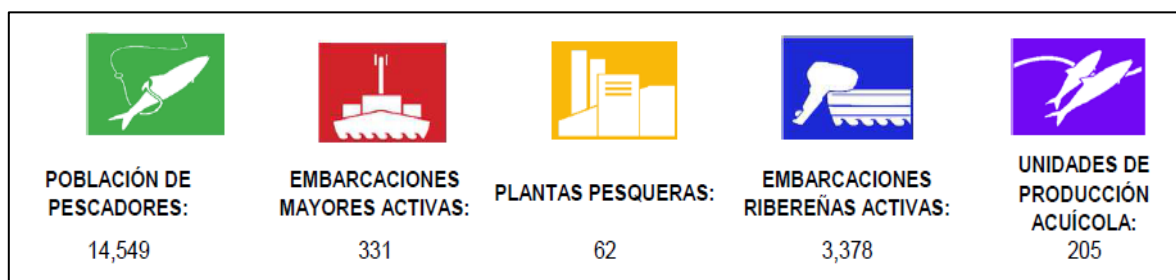 POBLACIÓN DE
PESCADORES:
14,549
EMBARCACIONES
MAYORES ACTIVAS:
331
PLANTAS PESQUERAS:
62
EMBARCACIONES
RIBEREÑAS ACTIVAS:
3,378
UNIDADES DE
PRODUCCIÓN
ACUÍCOLA:
205